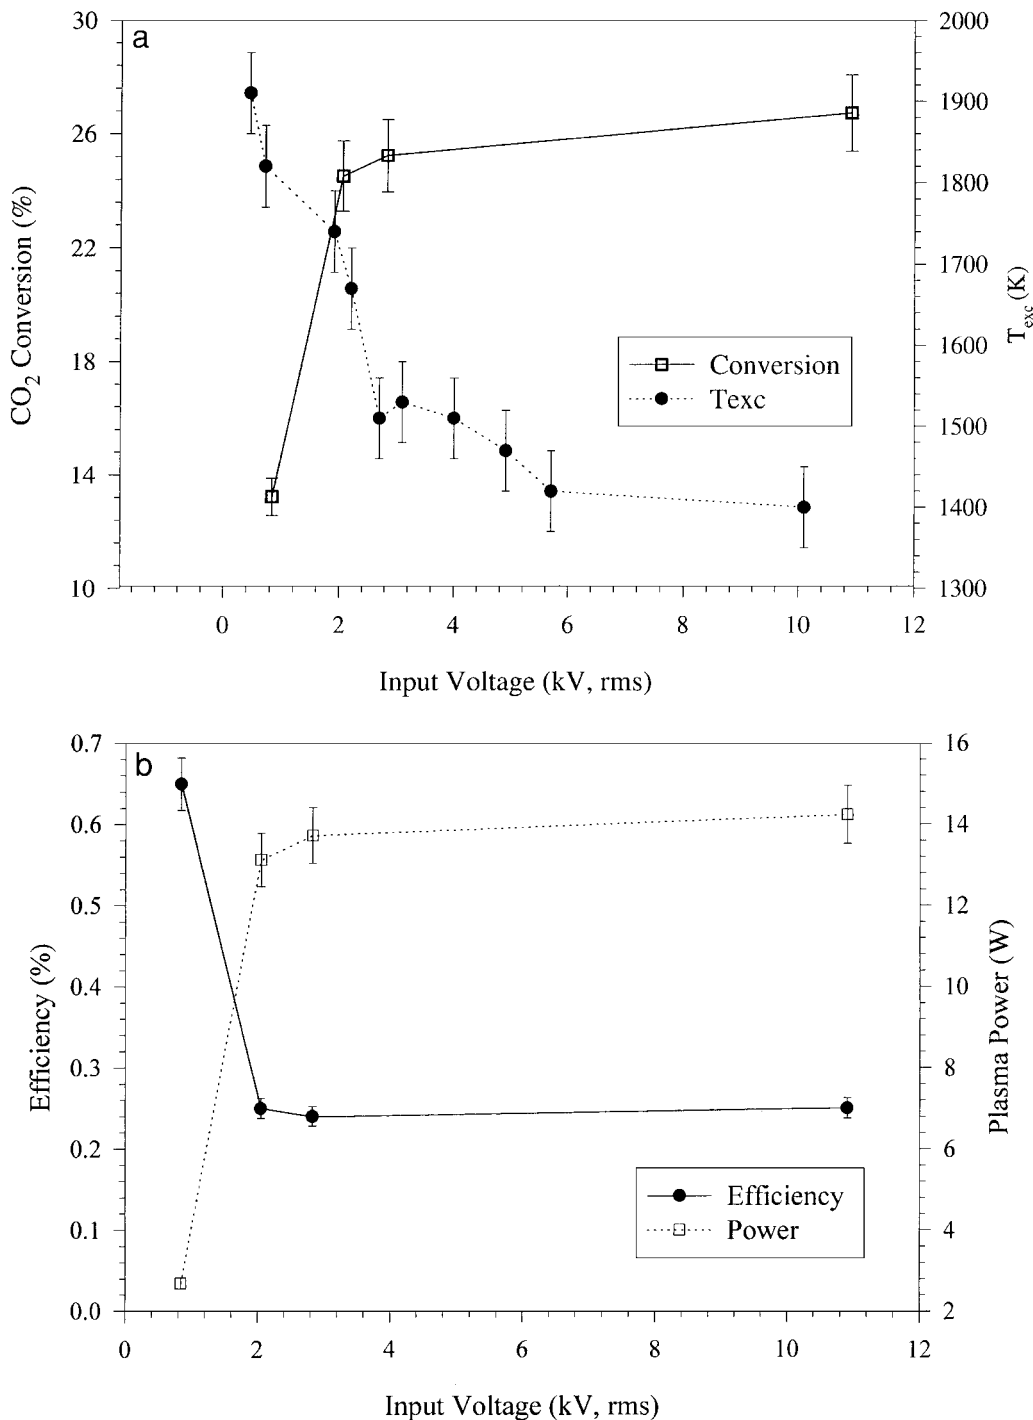 a
30
26
22
18
14
10
CO2 Conversion (%)
2000
1900
1800
1700
1600
1500
1400
1300
Texc (K)
Conversion
Texc
0 2 4 6 8 10 12
Input Voltage (kV, rms)
b
0.7
0.6
0.5
0.4
0.3
0.2
0.1
0.0
Efficiency (%)
16
14
12
10
8
6
4
2
Plasma Power (W)
Efficiency
Power
0 2 4 6 8 10 12
Input Voltage (kV, rms)